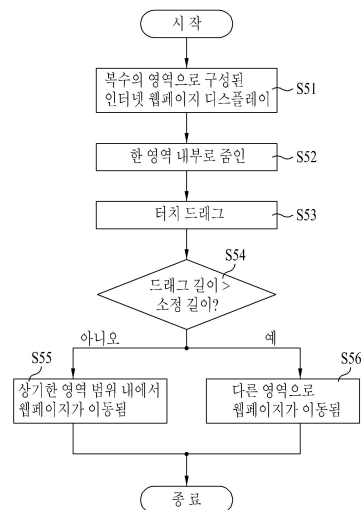 시 작
복수의 영역으로 구성된
인터넷 웹페이지 디스플레이
S51
한 영역 내부로 줌인
S52
터치 드래그
S53
S54
드래그 길이 >
소정 길이?
아니오
예
S55
상기한 영역 범위 내에서
웹페이지가 이동됨
S56
다른 영역으로
웹페이지가 이동됨
종 료